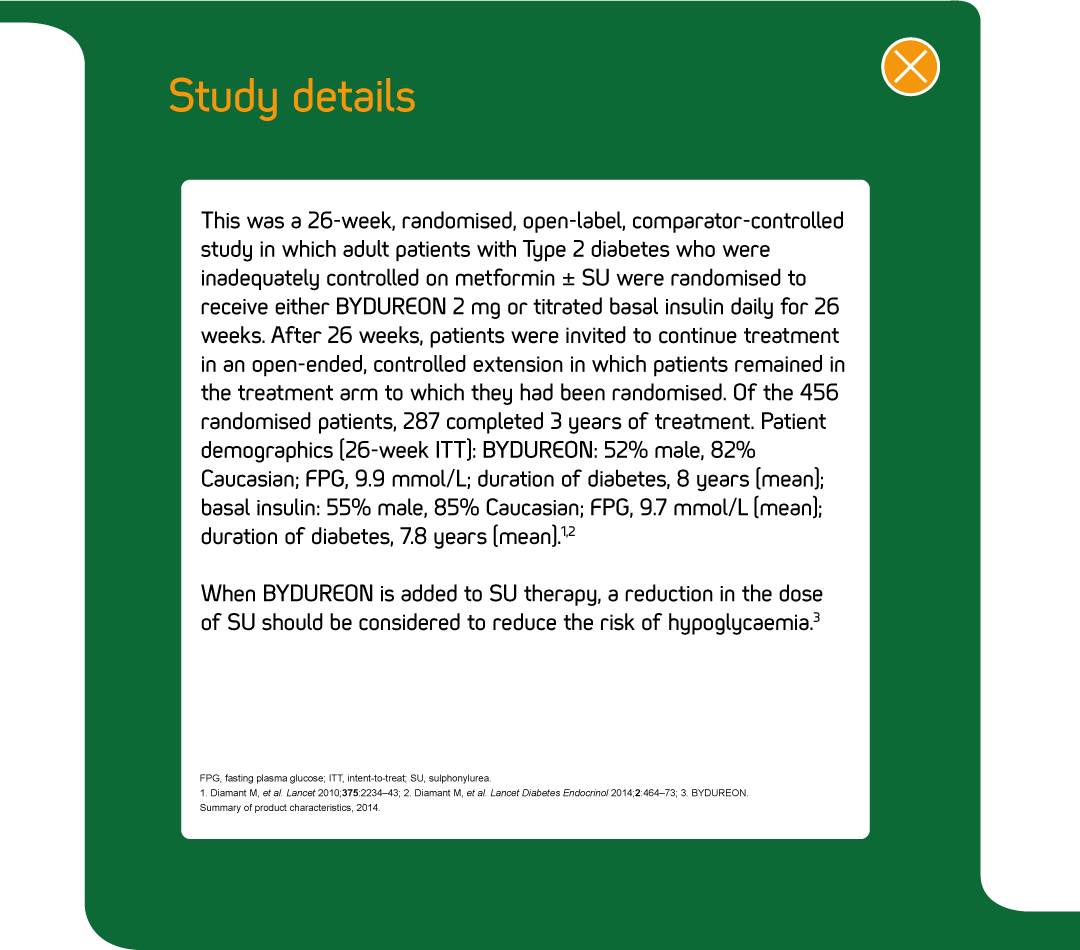 Study details
This was a 26-week, randomised, open-label, comparator-controlled
study in which adult patients with Type 2 diabetes who were
inadequately controlled on metformin ± SU were randomised to
receive either BYDUREON 2 mg or titrated basal insulin daily for 26
weeks. After 26 weeks, patients were invited to continue treatment
in an open-ended, controlled extension in which patients remained in
the treatment arm to which they had been randomised. Of the 456
randomised patients, 287 completed 3 years of treatment. Patient
demographics (26-week ITT): BYDUREON: 52% male, 82%
Caucasian; FPG, 9.9 mmol/L; duration of diabetes, 8 years (mean);
basal insulin: 55% male, 85% Caucasian; FPG, 9.7 mmol/L (mean);
duration of diabetes, 7.8 years (mean).1,2
When BYDUREON is added to SU therapy, a reduction in the dose
of SU should be considered to reduce the risk of hypoglycaemia.3
FPG, fasting plasma glucose; ITT, intent-to-treat; SU, sulphonylurea.
1. Diamant M, et al. Lancet 2010;375:2234–43; 2. Diamant M, et al. Lancet Diabetes Endocrinol 2014;2:464–73; 3. BYDUREON.
Summary of product characteristics, 2014.